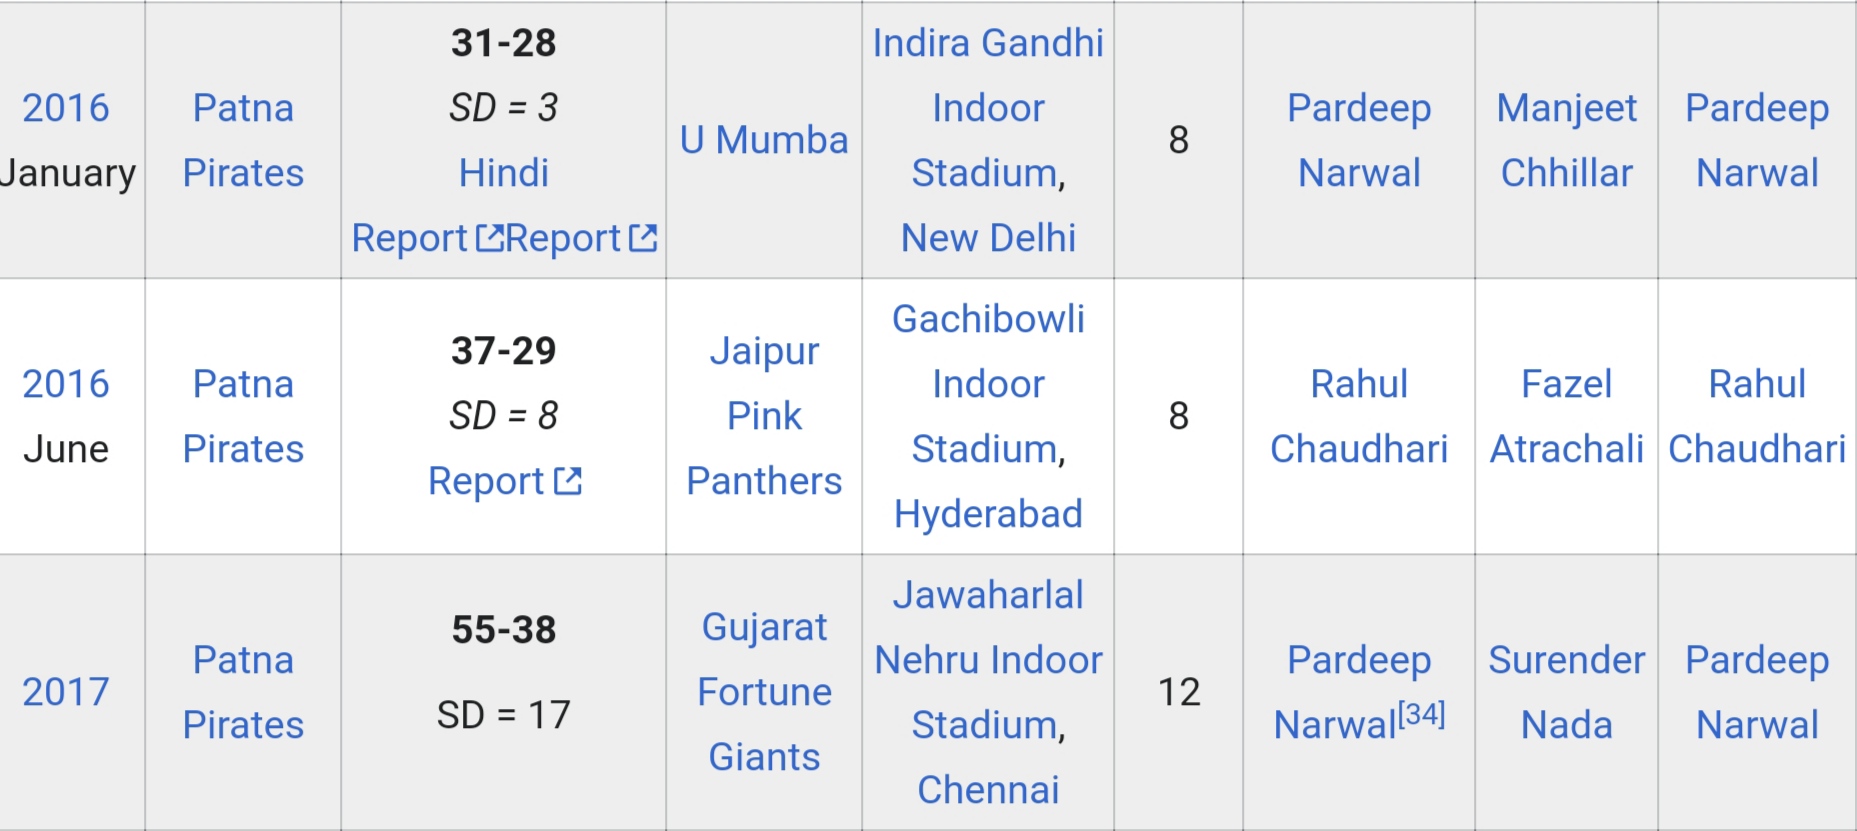 2016
January
Patna
Pirates
31-28
SD = 3
Hindi
Report Report
U Mumba
Indira Gandhi
Indoor
Stadium,
New Delhi
8
Pardeep
Narwal
Manjeet
Chhillar
Pardeep
Narwal
2016
June
Patna
Pirates
37-29
SD = 8
Report
Jaipur
Pink
Panthers
Gachibowli
Indoor
Stadium,
Hyderabad
8
Rahul
Chaudhari
Fazel
Atrachali
Rahul
Chaudhari
2017
Patna
Pirates
55-38
SD = 17
Gujarat
Fortune
Giants
Jawaharlal
Nehru Indoor
Stadium,
Chennai
12
Pardeep
Narwal[34]
Surender
Nada
Pardeep
Narwal